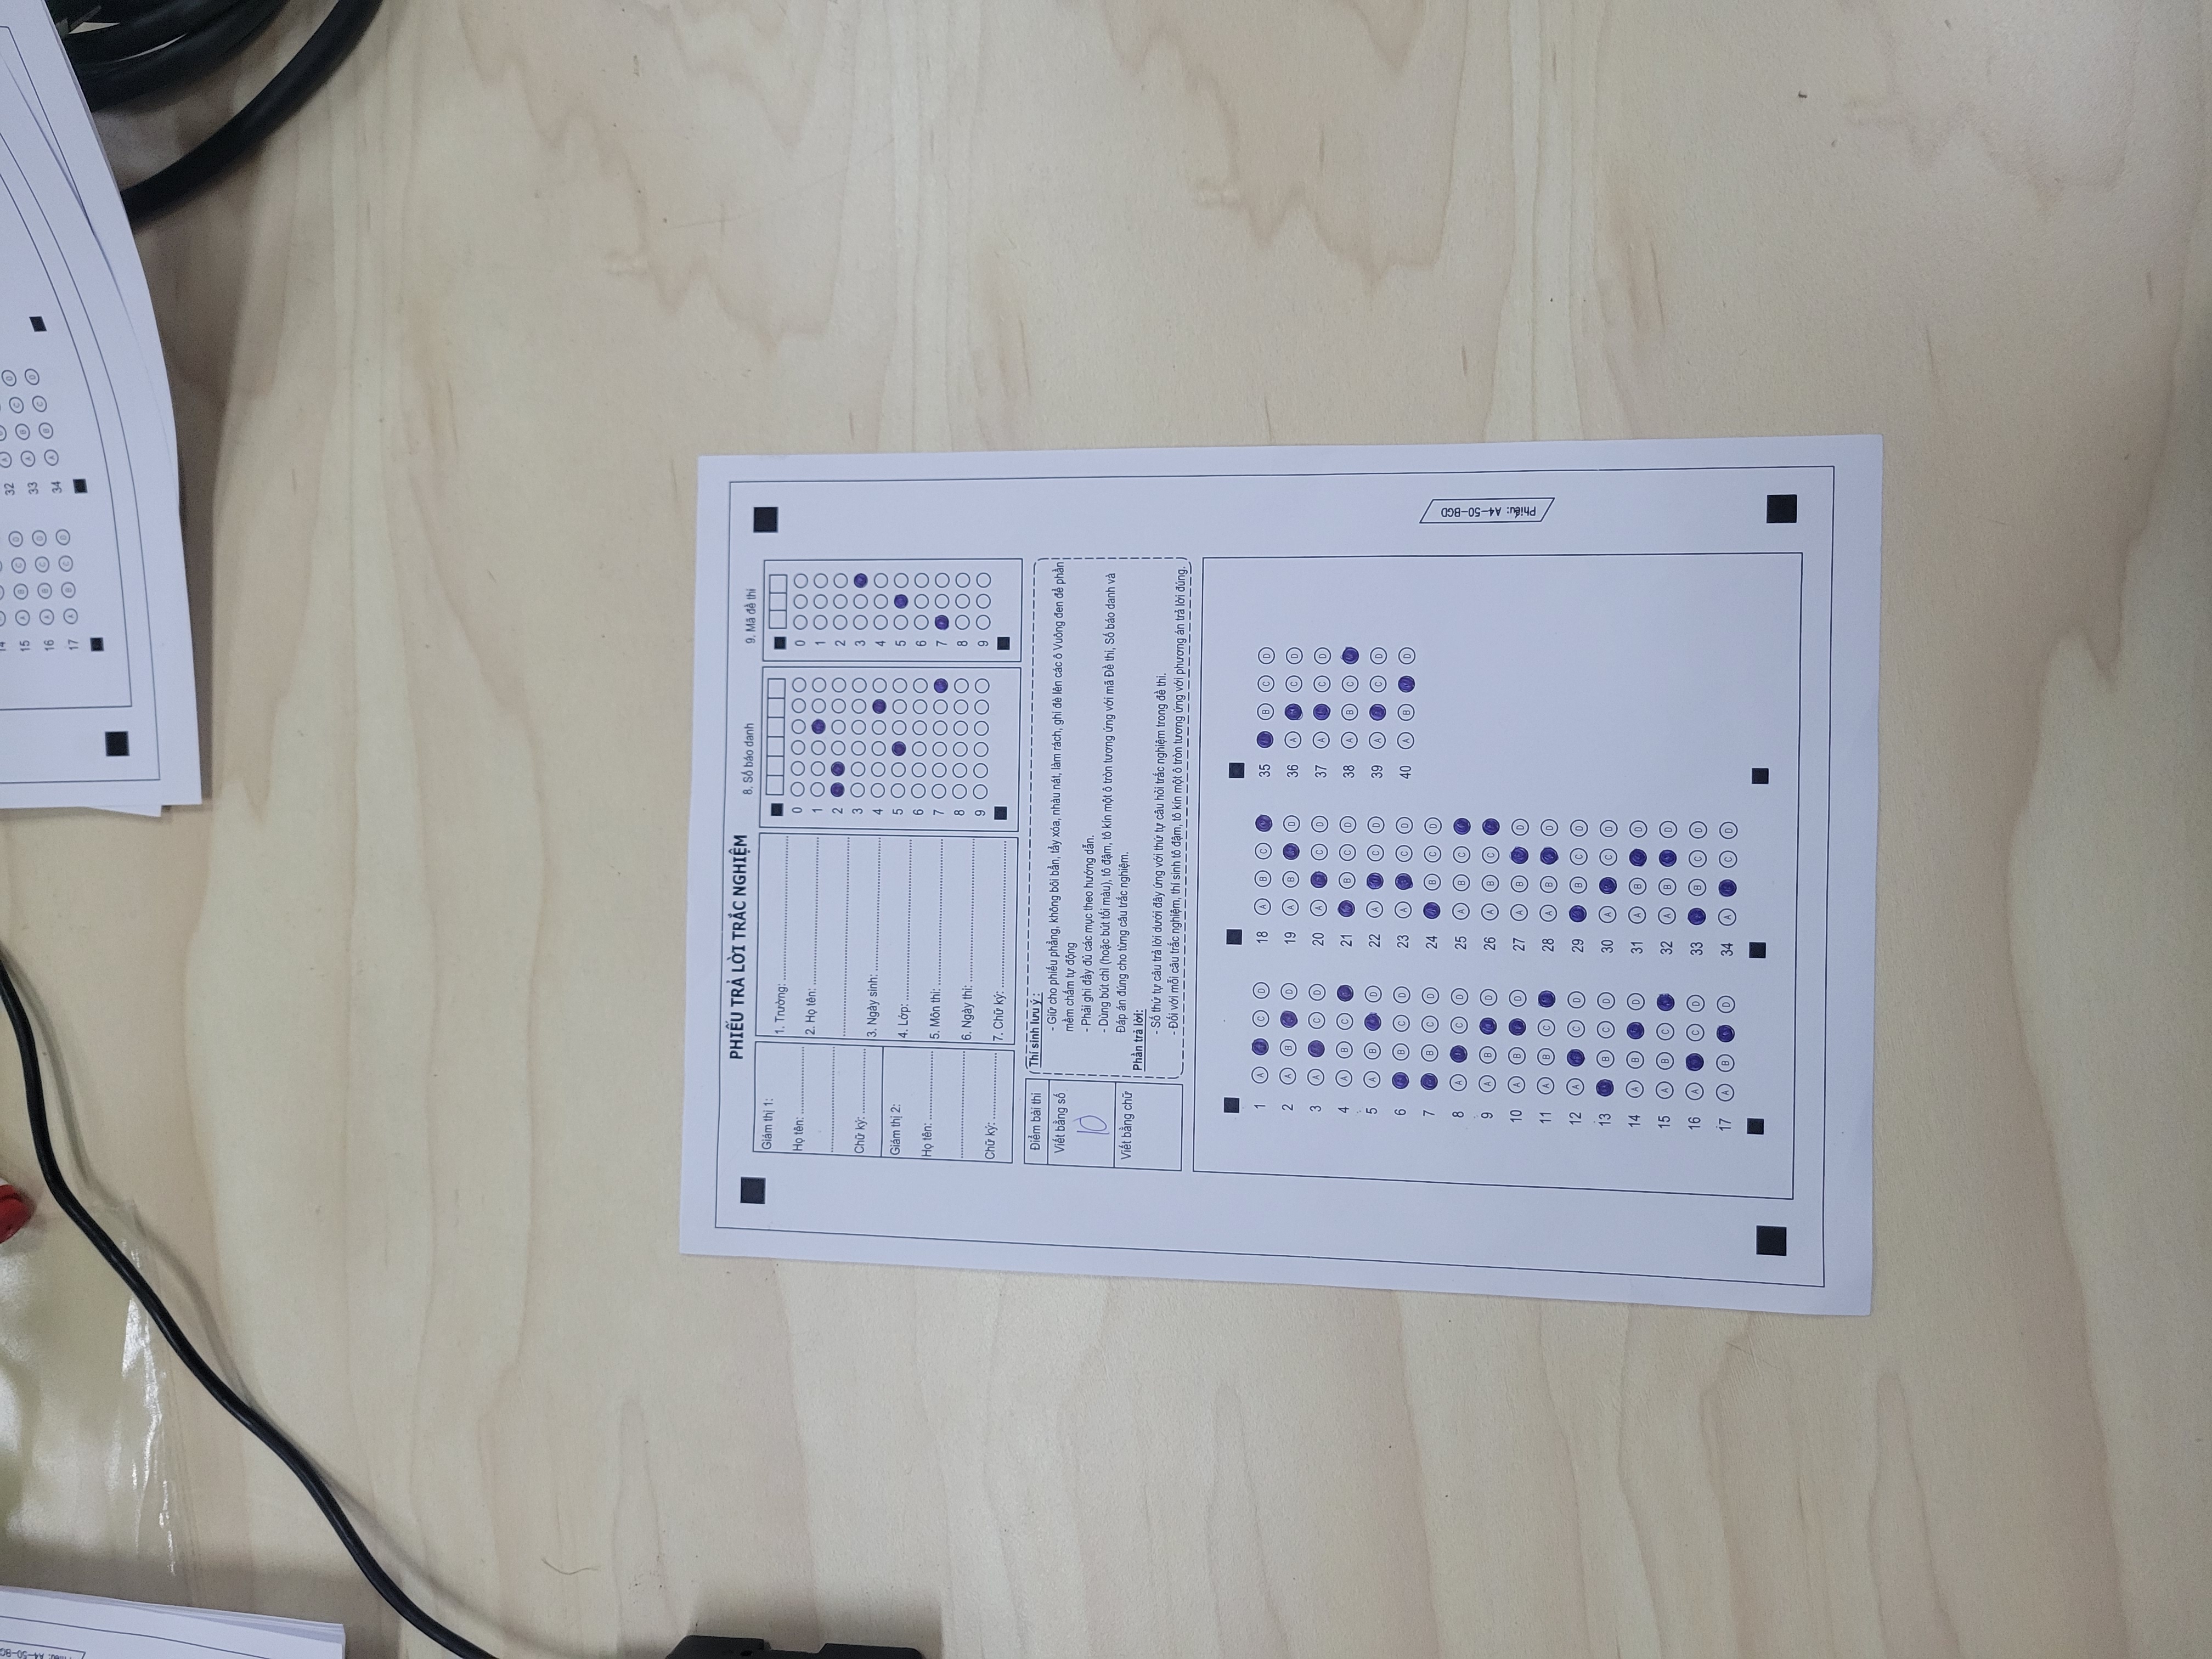 14
15 A B C D 32 A B C D
16 A B C D 33 A B C D
17 A B C D 34 A B C D
PHIẾU TRẢ LỜI TRẮC NGHIỆM
8. Số báo danh
9. Mã đề thi
Giám thị 1:
Họ tên:
Chữ ký:
Giám thị 2:
Họ tên:
Chữ ký:
1. Trường:
2. Họ tên:
3. Ngày sinh:
4. Lớp:
5. Môn thi:
6. Ngày thi:
7. Chữ ký:
0
1
2
3
4
5
6
7
8
9
0
1
2
3
4
5
6
7
8
9
Điểm bài thi
Viết bằng số
10
Viết bằng chữ
Thí sinh lưu ý :
- Giữ cho phiếu phẳng, không bôi bẩn, tẩy xóa, nhàu nát, làm rách, ghi đè lên các ô Vuông đen để phần
mềm chấm tự động
- Phải ghi đầy đủ các mục theo hướng dẫn.
- Dùng bút chì (hoặc bút tối màu), tô đậm, tô kín một ô tròn tương ứng với mã Đề thi, Số báo danh và
Đáp án đúng cho từng câu trắc nghiệm.
Phần trả lời:
- Số thứ tự câu trả lời dưới đây ứng với thứ tự câu hỏi trắc nghiệm trong đề thi.
- Đối với mỗi câu trắc nghiệm, thí sinh tô đậm, tô kín một ô tròn tương ứng với phương án trả lời đúng.
1 A C D
2 A B D
3 A C D
4 A B C
5 A B D
6 B C D
7 B C D
8 A C D
9 A B D
10 A B D
11 A B C
12 A C D
13 B C D
14 A B D
15 A B C
16 A C D
17 A B D
18 A B C
19 A B D
20 A C D
21 B C D
22 A C D
23 A C D
24 B C D
25 A B C
26 A B C
27 A B D
28 A B D
29 B C D
30 A C D
31 A B D
32 A B D
33 B C D
34 A C D
35 B C D
36 A C D
37 A C D
38 A B C
39 A C D
40 A B D
Phiếu: A4-50-BGD